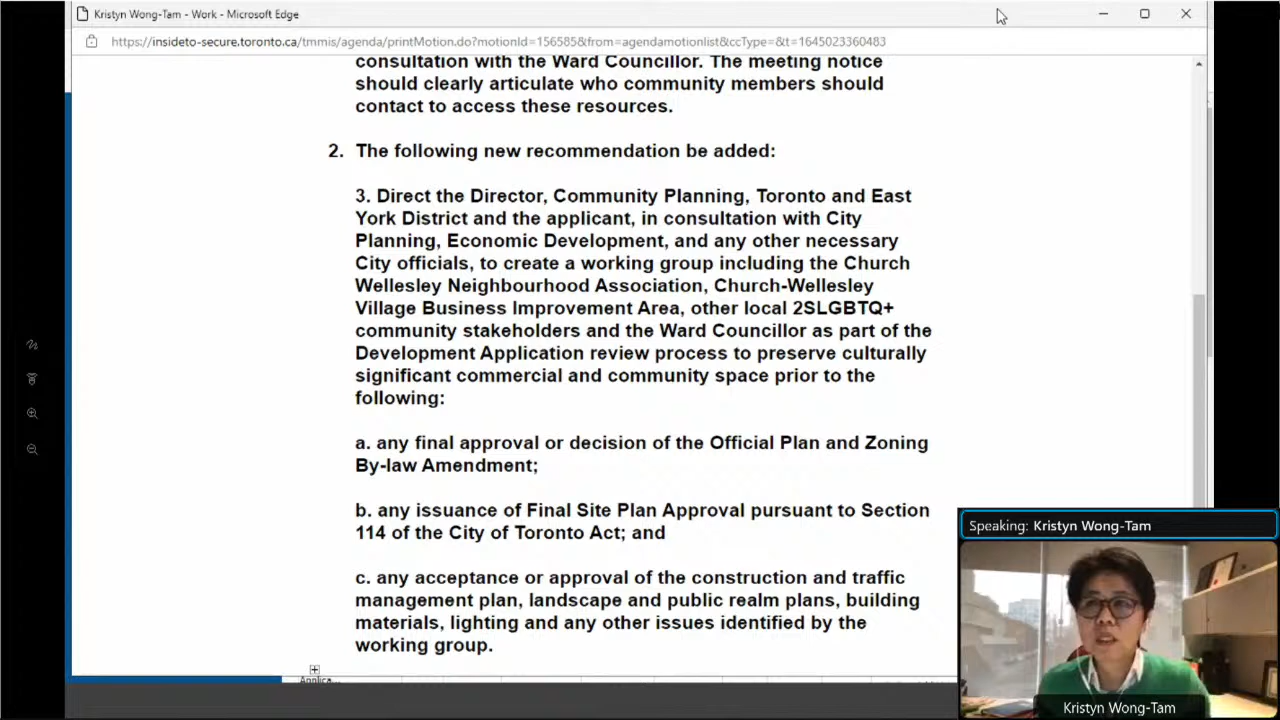 Kristyn Wong-Tam - Work - Microsoft Edge
https://insideto-secure.toronto.ca/tmmis/agenda/printMotion.do?motionId=156585&from=agendamotionlist&ccType=&t=1645023360483
consultation with the Ward Councillor. The meeting notice
should clearly articulate who community members should
contact to access these resources.
2. The following new recommendation be added:
3. Direct the Director, Community Planning, Toronto and East
York District and the applicant, in consultation with City
Planning, Economic Development, and any other necessary
City officials, to create a working group including the Church
Wellesley Neighbourhood Association, Church-Wellesley
Village Business Improvement Area, other local 2SLGBTQ+
community stakeholders and the Ward Councillor as part of the
Development Application review process to preserve culturally
significant commercial and community space prior to the
following:
a. any final approval or decision of the Official Plan and Zoning
By-law Amendment;
b. any issuance of Final Site Plan Approval pursuant to Section
114 of the City of Toronto Act; and
c. any acceptance or approval of the construction and traffic
management plan, landscape and public realm plans, building
materials, lighting and any other issues identified by the
working group.
Applica...
Speaking: Kristyn Wong-Tam
Kristyn Wong-Tam